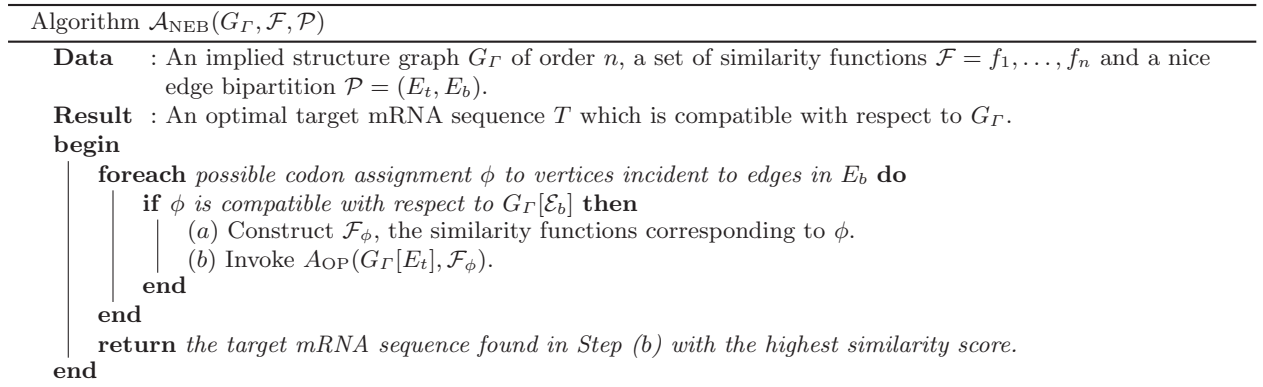 Algorithm 𝒜_NEB(G_Γ, ℱ, 𝒫)
Data : An implied structure graph G_Γ of order n, a set of similarity functions ℱ = f_1, . . . , f_n and a nice
edge bipartition 𝒫 = (E_t, E_b).
Result : An optimal target mRNA sequence T which is compatible with respect to G_Γ.
begin
foreach possible codon assignment ϕ to vertices incident to edges in E_b do
if ϕ is compatible with respect to G_Γ[ℰ_b] then
(a) Construct ℱ_ϕ, the similarity functions corresponding to ϕ.
(b) Invoke A_OP(G_Γ[E_t], ℱ_ϕ).
end
end
return the target mRNA sequence found in Step (b) with the highest similarity score.
end